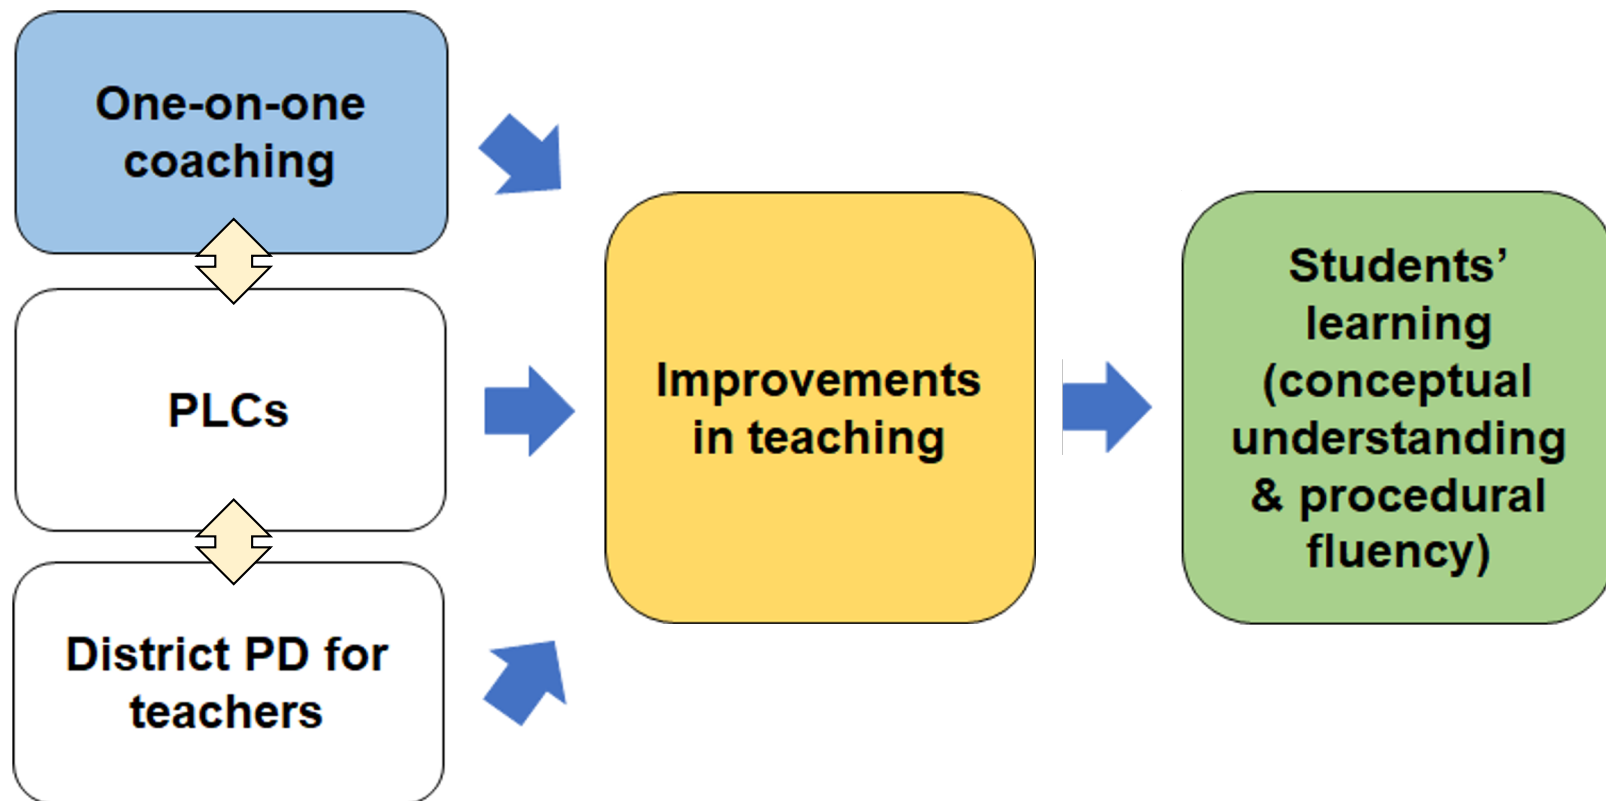 One-on-one
coaching
PLCs
District PD for
teachers
Improvements
in teaching
Students’
learning
(conceptual
understanding
& procedural
fluency)